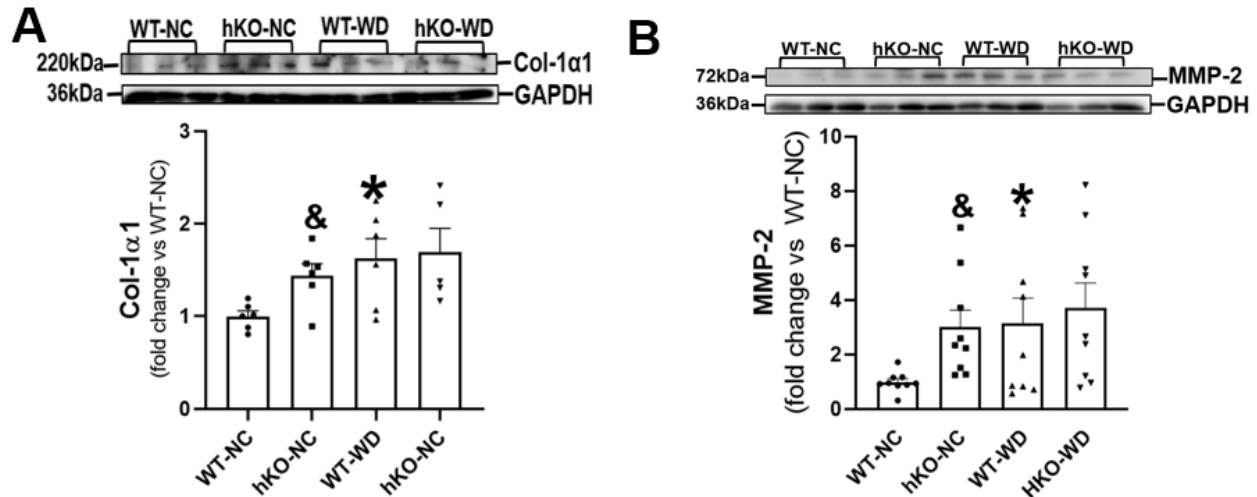 A
WT-NC hKO-NC WT-WD hKO-WD
220kDa Col-1α1
36kDa GAPDH
3
2
1
0
Col-1α1
(fold change vs WT-NC)
& *
WT-NC hKO-NC WT-WD hKO-NC
B
WT-NC hKO-NC WT-WD hKO-WD
72kDa MMP-2
36kDa GAPDH
10
8
6
4
2
0
MMP-2
(fold change vs WT-NC)
& *
WT-NC hKO-NC WT-WD HKO-WD